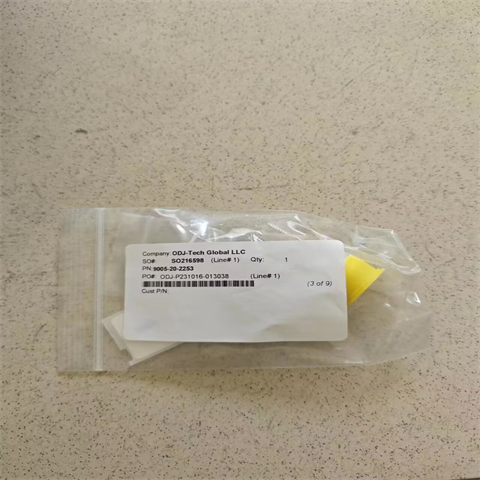 Company: ODJ-Tech Global LLC
SO# SO216598 (Line# 1) Qty: 1
PN: 9005-20-2253
PO# ODJ-P231016-013038 (Line# 1)
(3 of 9)
Cust P/N: